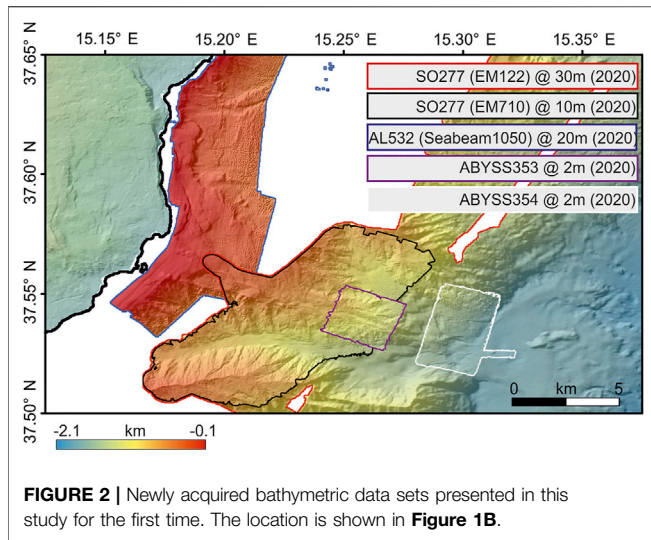 15.15° E 15.20° E 15.25° E 15.30° E 15.35° E
37.65° N
37.60° N
37.55° N
37.50° N
SO277 (EM122) @ 30m (2020)
SO277 (EM710) @ 10m (2020)
AL532 (Seabeam1050) @ 20m (2020)
ABYSS353 @ 2m (2020)
ABYSS354 @ 2m (2020)
0 km 5
-2.1 km -0.1
FIGURE 2 | Newly acquired bathymetric data sets presented in this
study for the first time. The location is shown in Figure 1B.